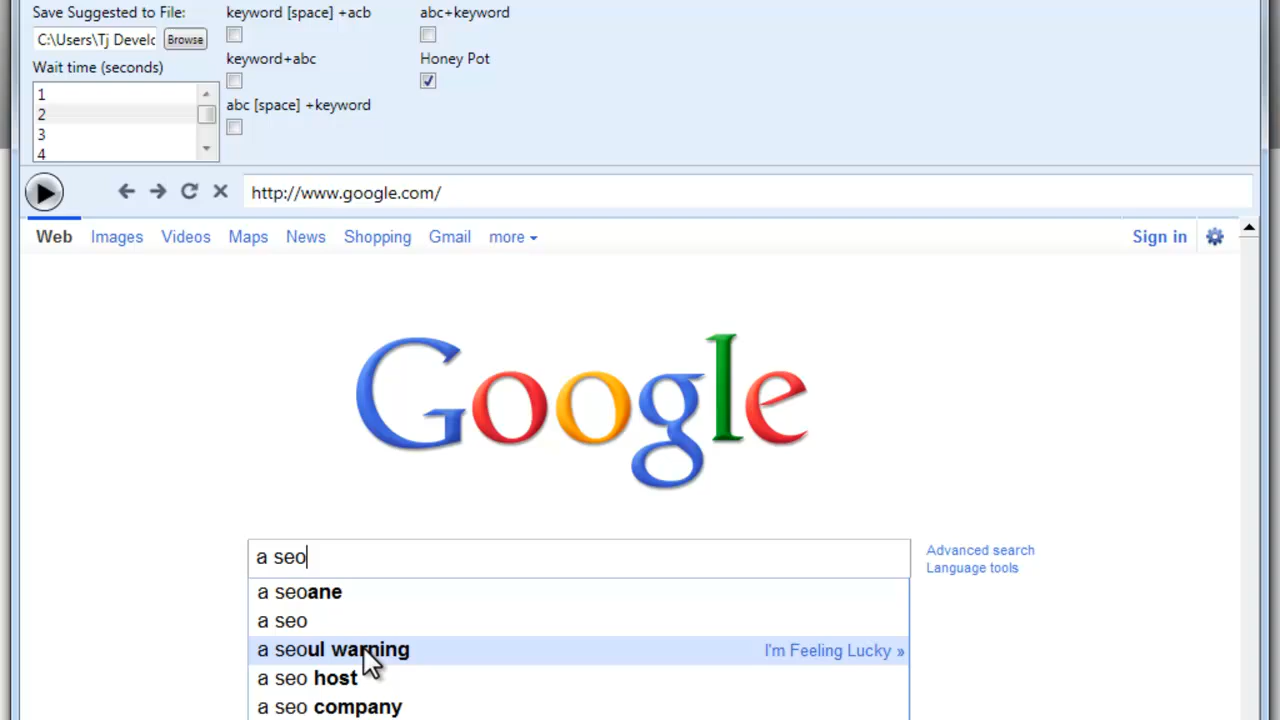 Save Suggested to File:
keyword [space] +acb
abc+keyword
C:\Users\Tj Develc
Browse
Wait time (seconds)
keyword+abc
Honey Pot
1
2
3
4
abc [space] +keyword
http://www.google.com/
Web Images Videos Maps News Shopping Gmail more
Sign in
Google
a seo
Advanced search
Language tools
a seoane
a seo
a seoul warning
I'm Feeling Lucky »
a seo host
a seo company